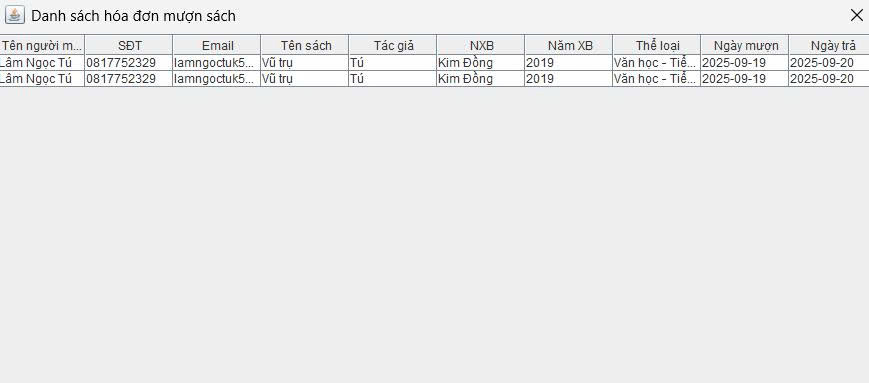 Danh sách hóa đơn mượn sách
Tên người m... SĐT Email Tên sách Tác giả NXB Năm XB Thể loại Ngày mượn Ngày trả
Lâm Ngọc Tú 0817752329 lamngoctuk5... Vũ trụ Tú Kim Đồng 2019 Văn học - Tiể... 2025-09-19 2025-09-20
Lâm Ngọc Tú 0817752329 lamngoctuk5... Vũ trụ Tú Kim Đồng 2019 Văn học - Tiể... 2025-09-19 2025-09-20